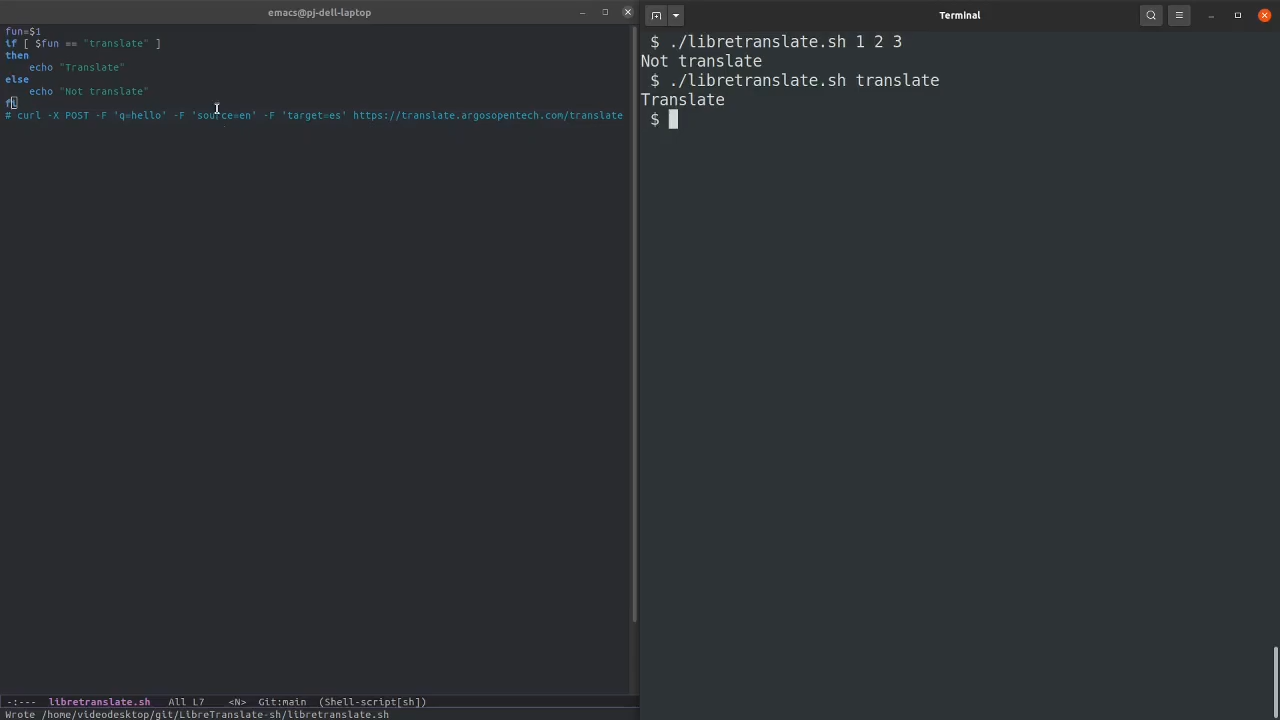 emacs@pj-dell-laptop
fun=$1
if [ $fun == "translate" ]
then
    echo "Translate"
else
    echo "Not translate"
fi
# curl -X POST -F 'q=hello' -F 'source=en' -F 'target=es' https://translate.argosopentech.com/translate
-:---  libretranslate.sh   All L7    <N>  Git:main  (Shell-script[sh])
Wrote /home/videodesktop/git/LibreTranslate-sh/libretranslate.sh
Terminal
$ ./libretranslate.sh 1 2 3
Not translate
$ ./libretranslate.sh translate
Translate
$